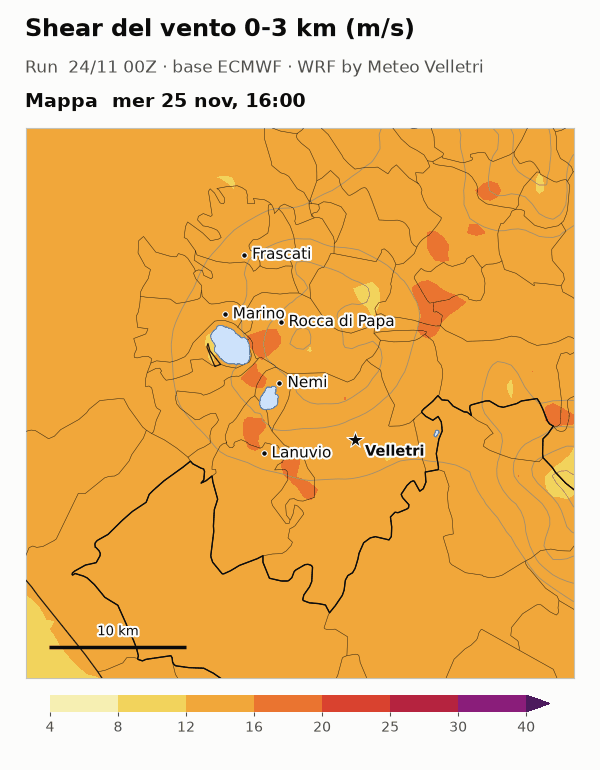 Shear del vento 0-3 km (m/s)
Run  24/11 00Z · base ECMWF · WRF by Meteo Velletri
Mappa  mer 25 nov, 16:00
Frascati
Marino
Rocca di Papa
Nemi
Velletri
Lanuvio
10 km
4 8 12 16 20 25 30 40